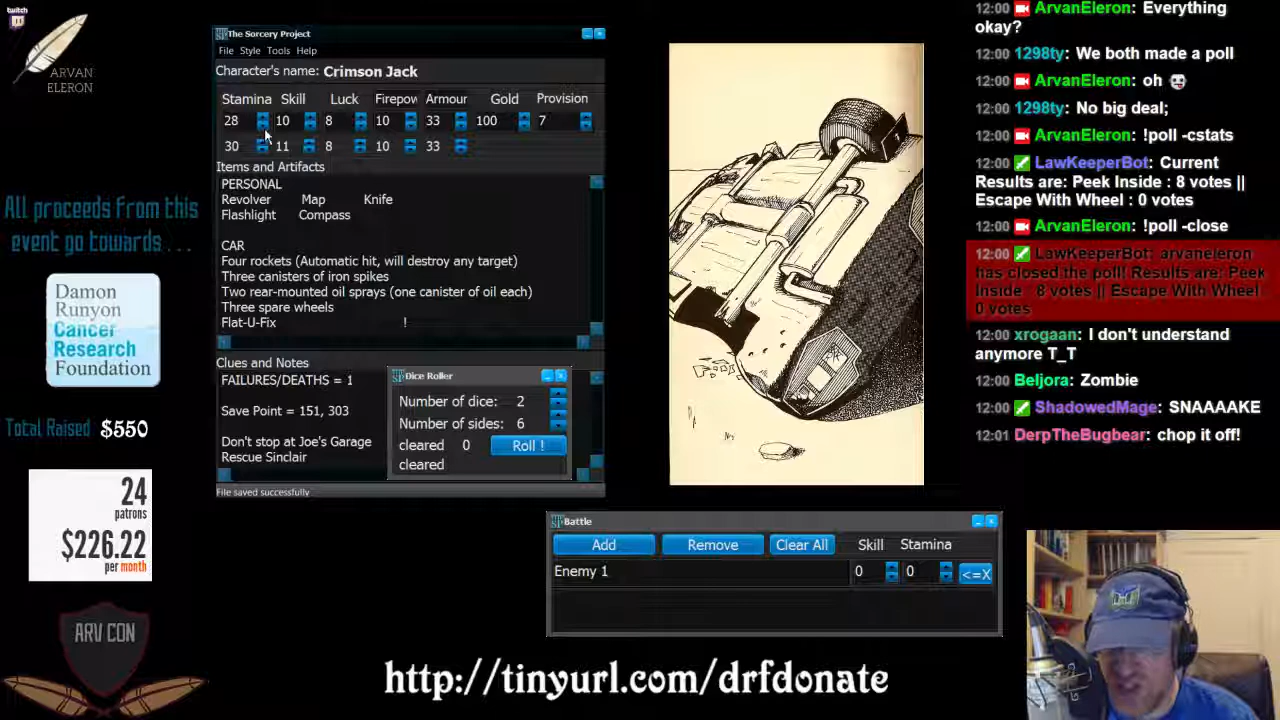 twitch
ARVAN
ELERON
All proceeds from this
event go towards . . .
Damon
Runyon
Cancer
Research
Foundation
Total Raised $550
24
patrons
$226.22
per month
ARV CON
The Sorcery Project
File Style Tools Help
Character's name: Crimson Jack
Stamina Skill Luck Firepow Armour Gold Provision
28 10 8 10 33 100 7
30 11 8 10 33
Items and Artifacts
PERSONAL
Revolver Map Knife
Flashlight Compass
CAR
Four rockets (Automatic hit, will destroy any target)
Three canisters of iron spikes
Two rear-mounted oil sprays (one canister of oil each)
Three spare wheels
Flat-U-Fix !
Clues and Notes
FAILURES/DEATHS = 1
Save Point = 151, 303
Don't stop at Joe's Garage
Rescue Sinclair
File saved successfully
Dice Roller
Number of dice: 2
Number of sides: 6
cleared 0 Roll !
cleared
Battle
Add Remove Clear All Skill Stamina
Enemy 1 0 0 <=X
http://tinyurl.com/drfdonate
12:00 ArvanEleron: Everything
okay?
12:00 1298ty: We both made a poll
12:00 ArvanEleron: oh
12:00 1298ty: No big deal;
12:00 ArvanEleron: !poll -cstats
12:00 LawKeeperBot: Current
Results are: Peek Inside : 8 votes ||
Escape With Wheel : 0 votes
12:00 ArvanEleron: !poll -close
12:00 LawKeeperBot: arvaneleron
has closed the poll! Results are: Peek
Inside : 8 votes || Escape With Wheel :
0 votes
12:00 xrogaan: I don't understand
anymore T_T
12:00 Beljora: Zombie
12:00 ShadowedMage: SNAAAAKE
12:01 DerpTheBugbear: chop it off!